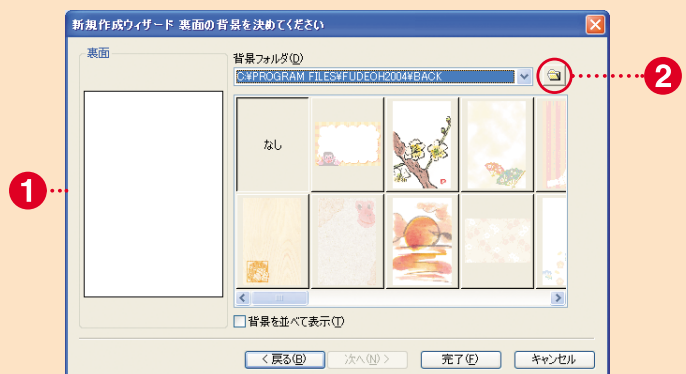 新規作成ウィザード 裏面の背景を決めてください
裏面
背景フォルダ(D)
C:¥PROGRAM FILES¥FUDEOH2004¥BACK
2
なし
1
背景を並べて表示(T)
< 戻る(B)
次へ(N) >
完了(F)
キャンセル